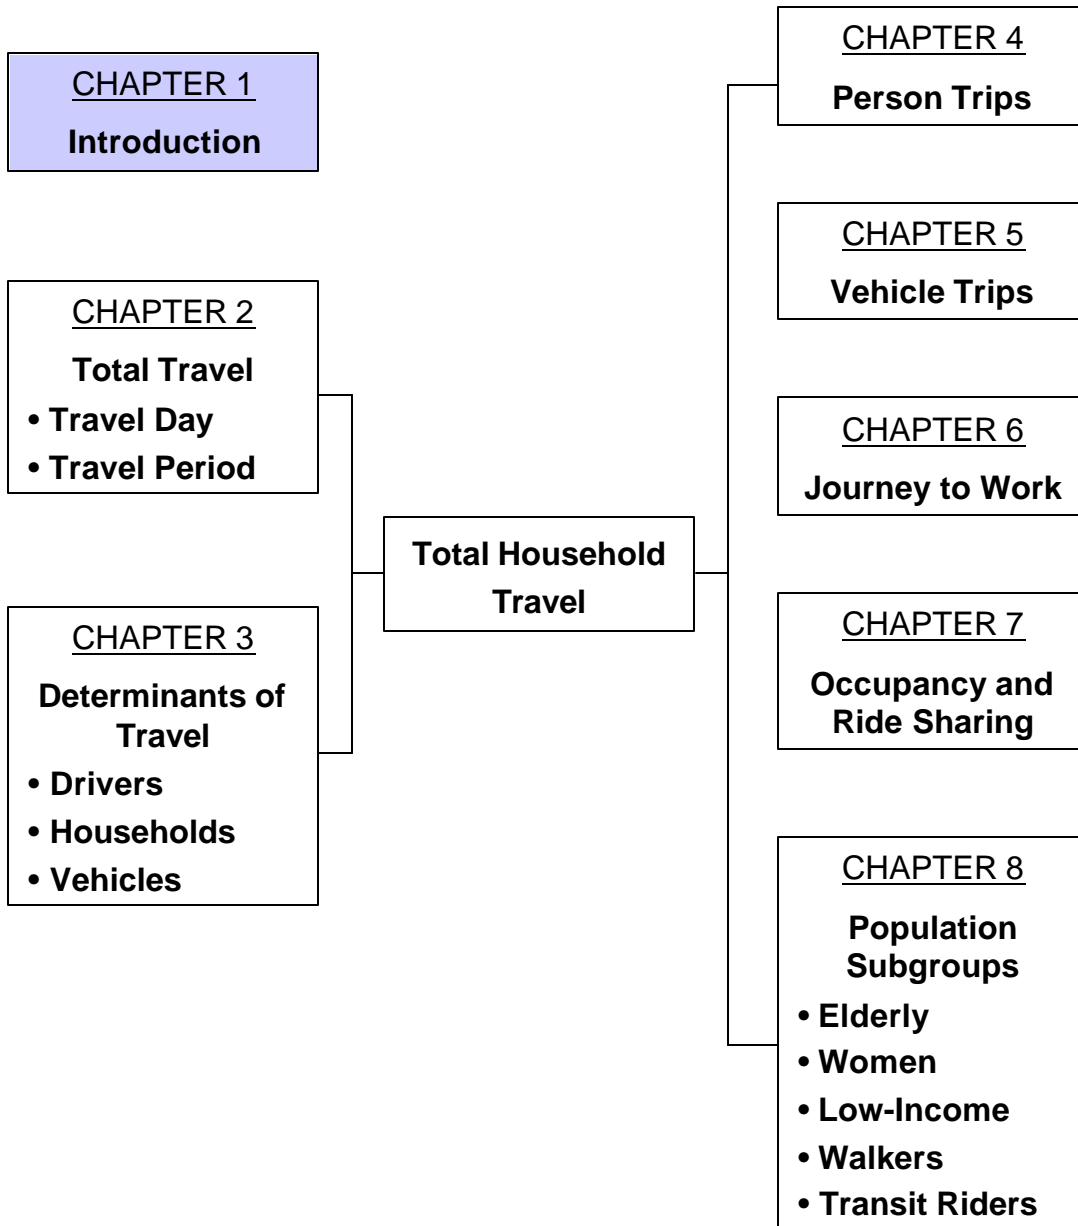 CHAPTER 1
Introduction
CHAPTER 2
Total Travel
• Travel Day
• Travel Period
CHAPTER 3
Determinants of
Travel
• Drivers
• Households
• Vehicles
Total Household
Travel
CHAPTER 4
Person Trips
CHAPTER 5
Vehicle Trips
CHAPTER 6
Journey to Work
CHAPTER 7
Occupancy and
Ride Sharing
CHAPTER 8
Population
Subgroups
• Elderly
• Women
• Low-Income
• Walkers
• Transit Riders